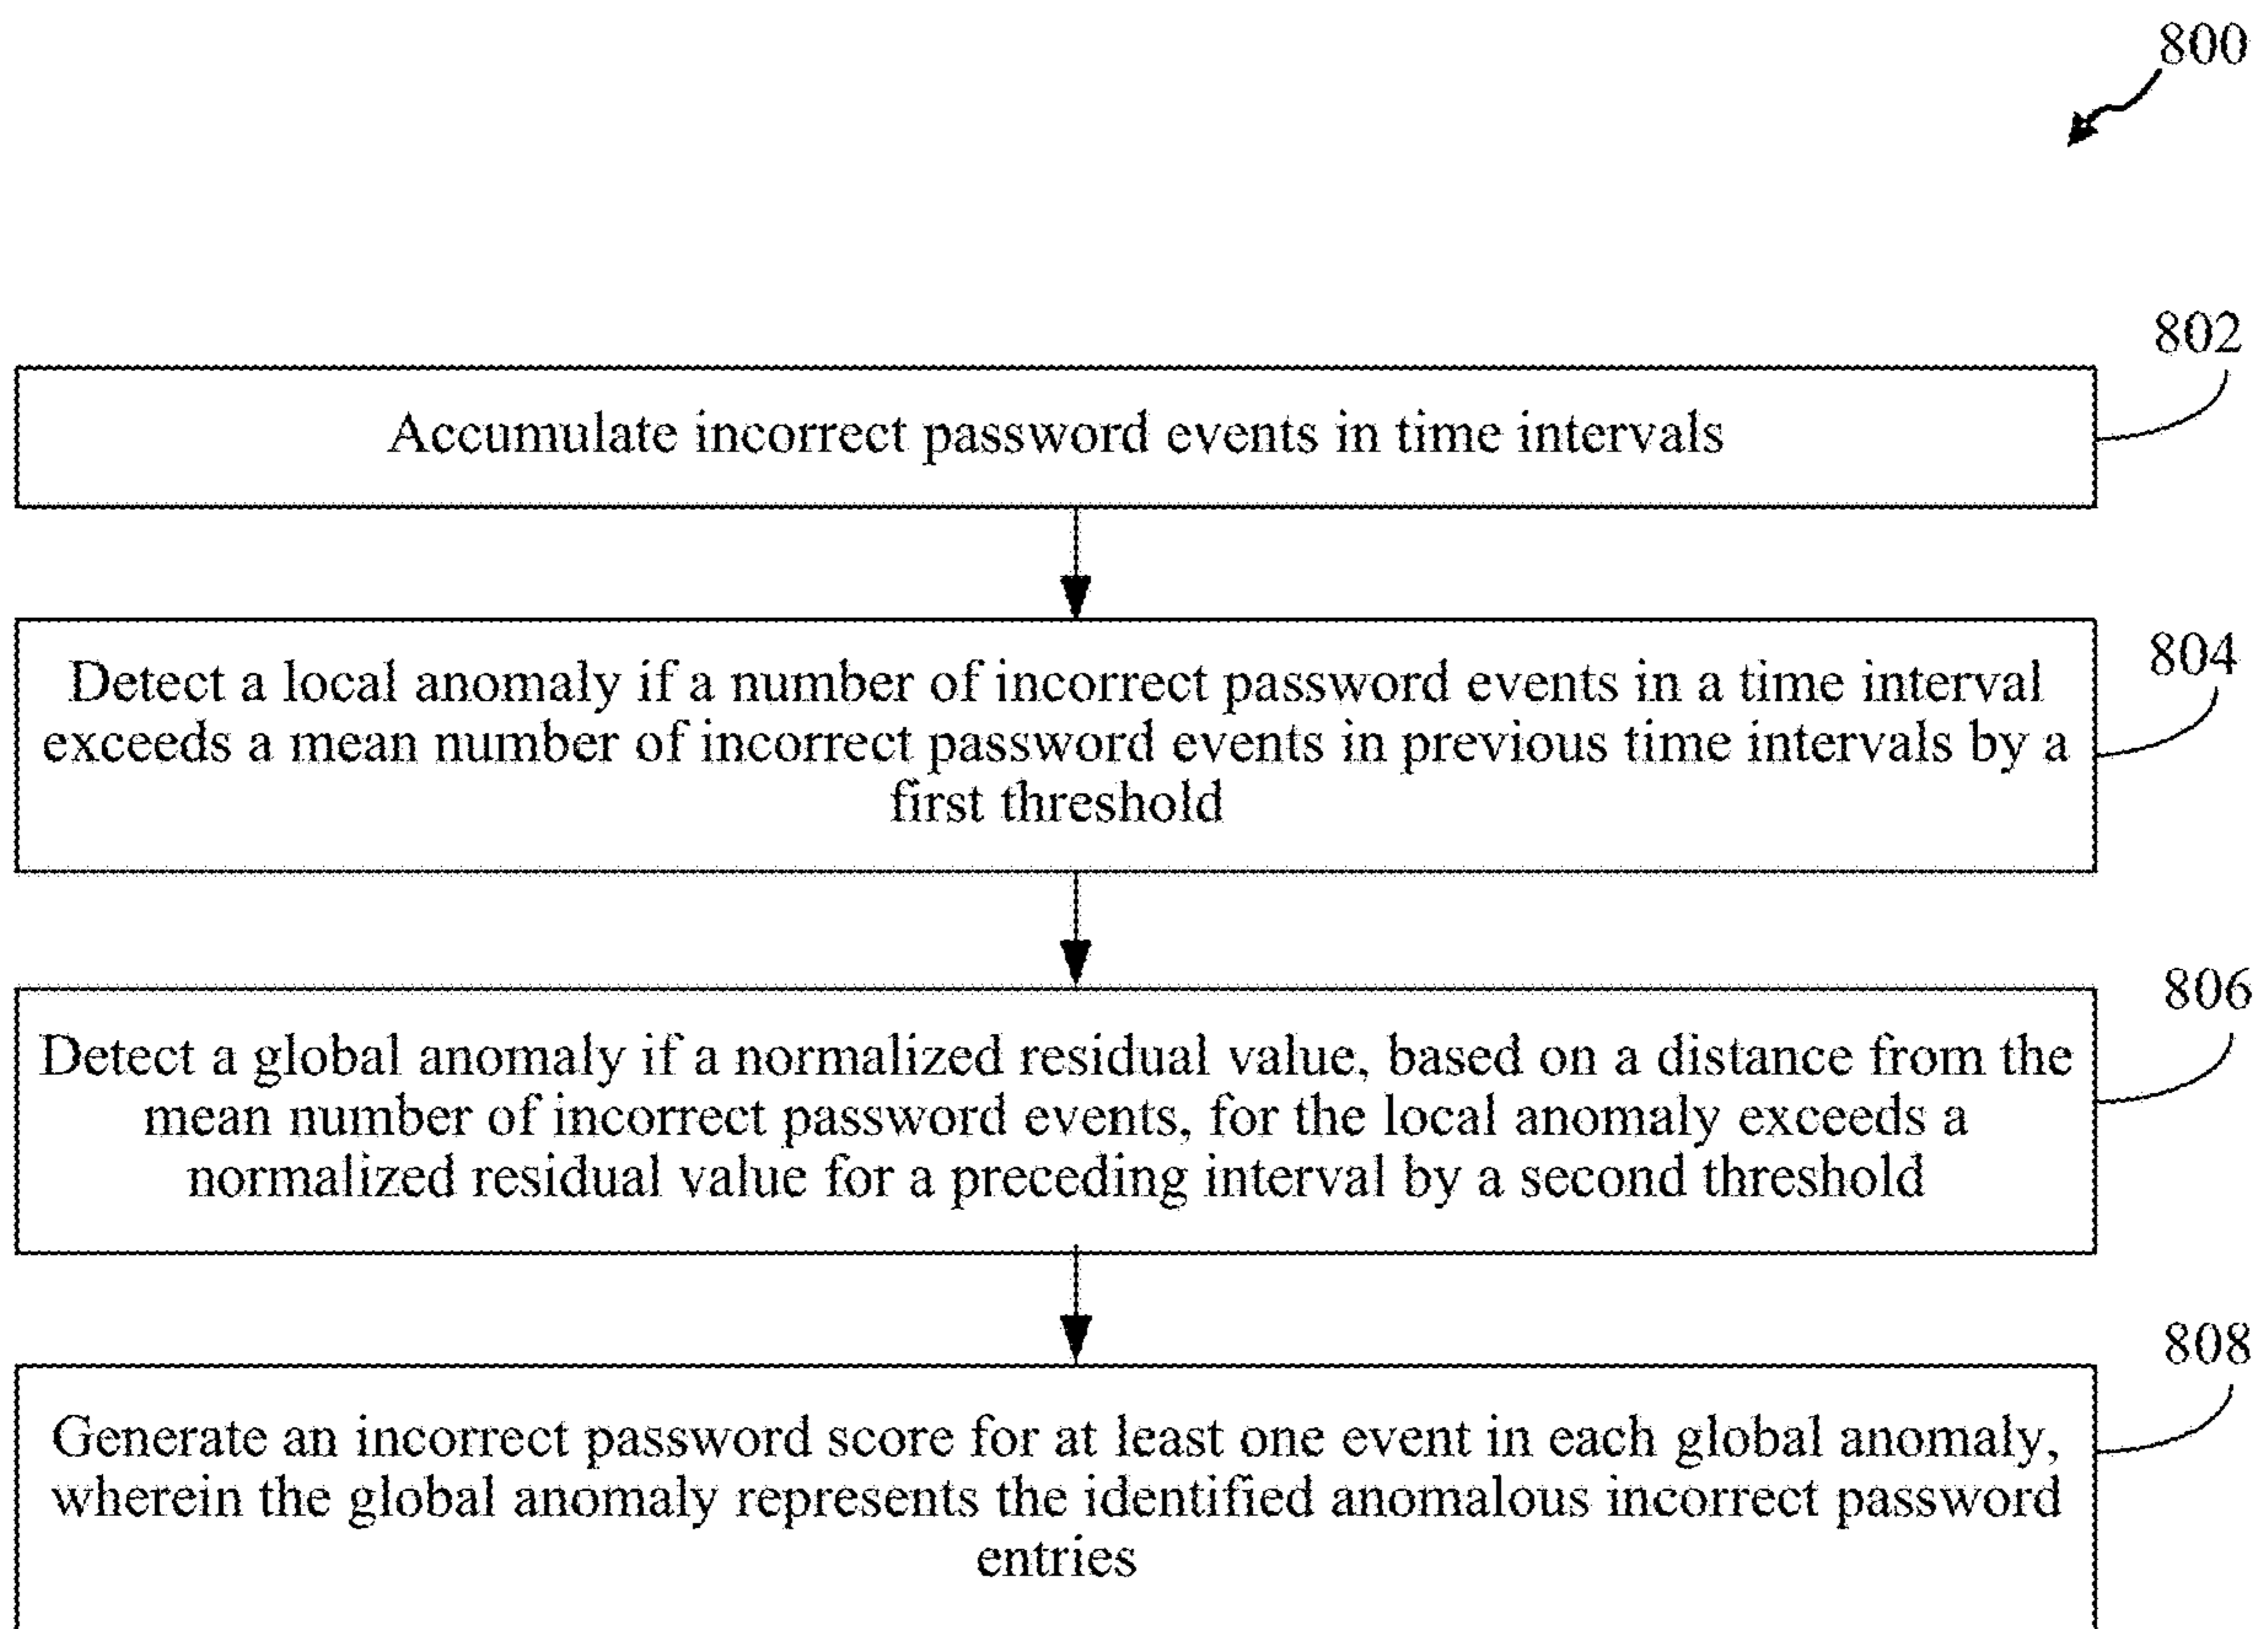 800
802
Accumulate incorrect password events in time intervals
804
Detect a local anomaly if a number of incorrect password events in a time interval
exceeds a mean number of incorrect password events in previous time intervals by a
first threshold
806
Detect a global anomaly if a normalized residual value, based on a distance from the
mean number of incorrect password events, for the local anomaly exceeds a
normalized residual value for a preceding interval by a second threshold
808
Generate an incorrect password score for at least one event in each global anomaly,
wherein the global anomaly represents the identified anomalous incorrect password
entries